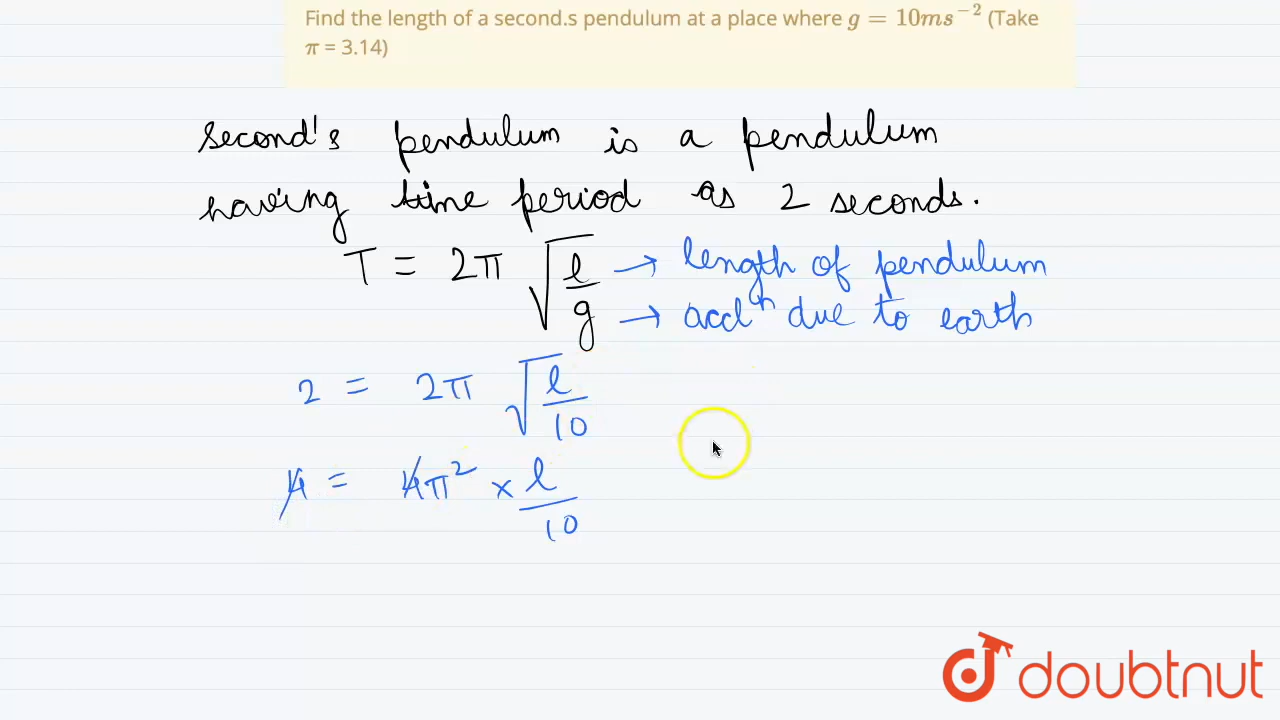 Find the length of a second.s pendulum at a place where g = 10ms⁻² (Take
π = 3.14)
second's pendulum is a pendulum
having time period as 2 seconds.
T = 2π √(l/g) → length of pendulum
→ accl^n due to earth
2 = 2π √(l/10)
4 = 4π² × l/10
doubtnut